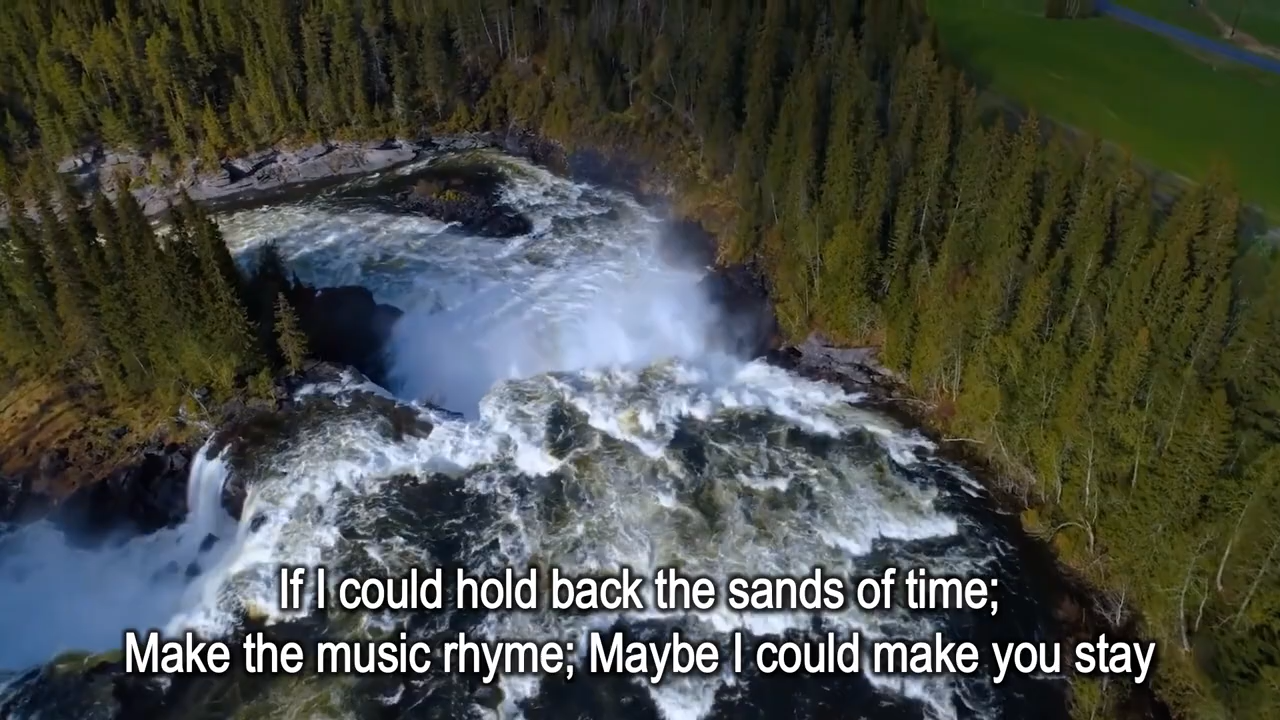 If I could hold back the sands of time;
Make the music rhyme; Maybe I could make you stay